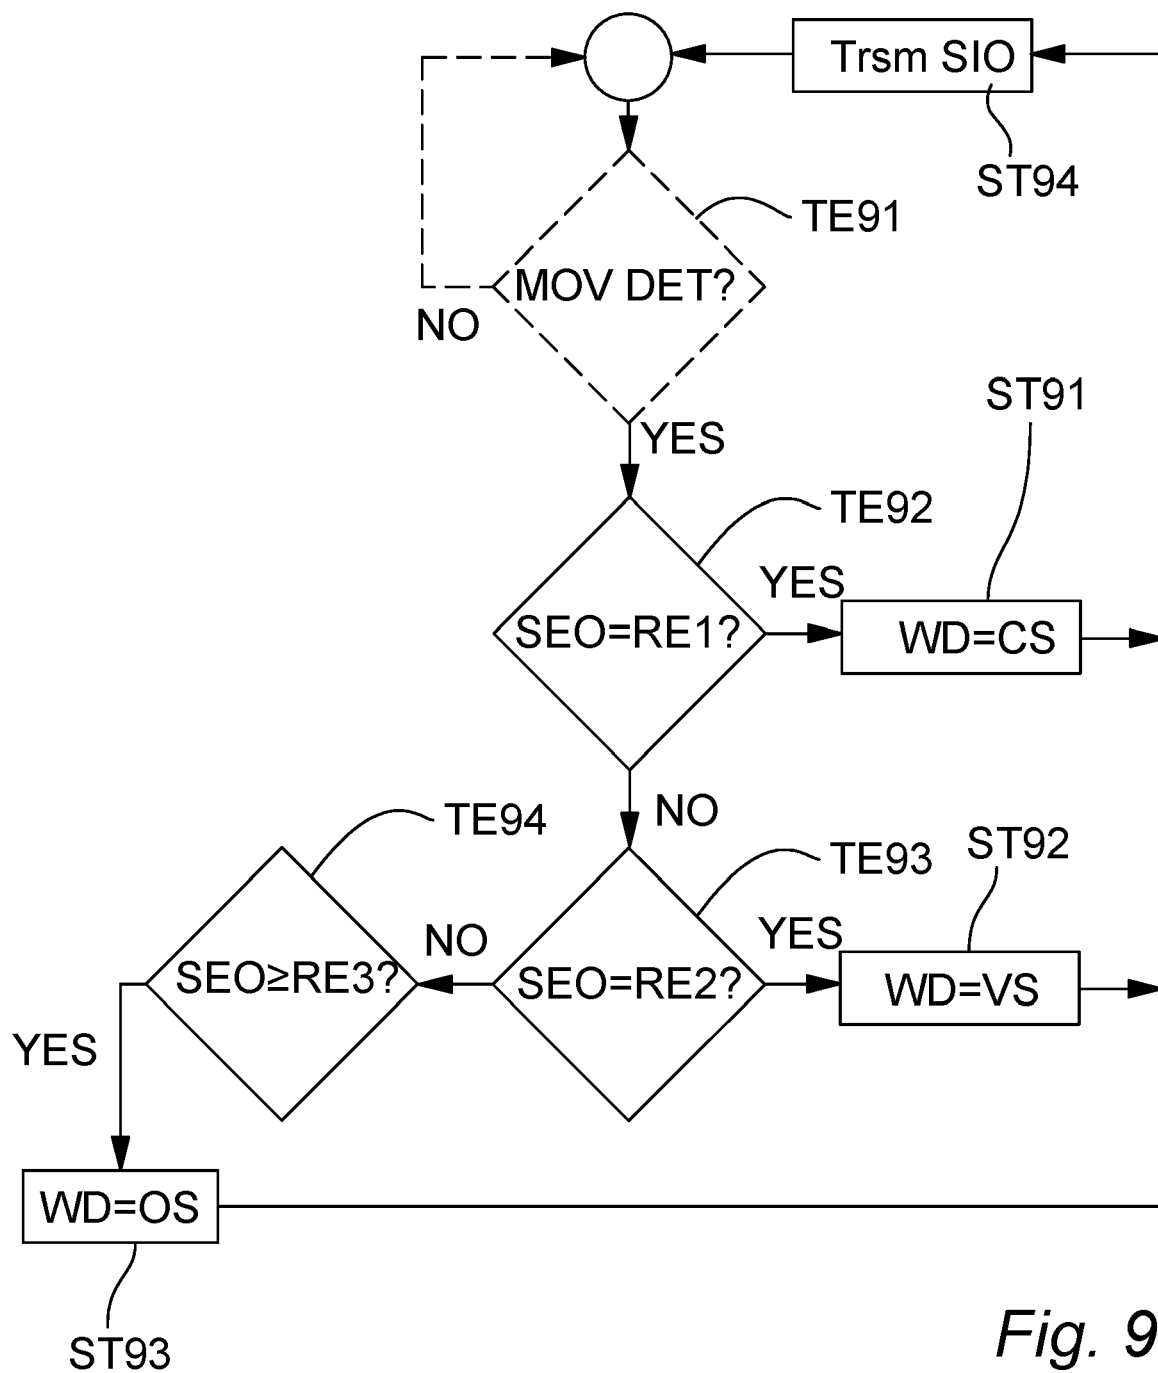 Trsm SIO
ST94
TE91
MOV DET?
NO
ST91
YES
TE92
YES
SEO=RE1?
WD=CS
NO
TE94
TE93
ST92
NO
YES
SEO≥RE3?
SEO=RE2?
WD=VS
YES
WD=OS
ST93
Fig. 9